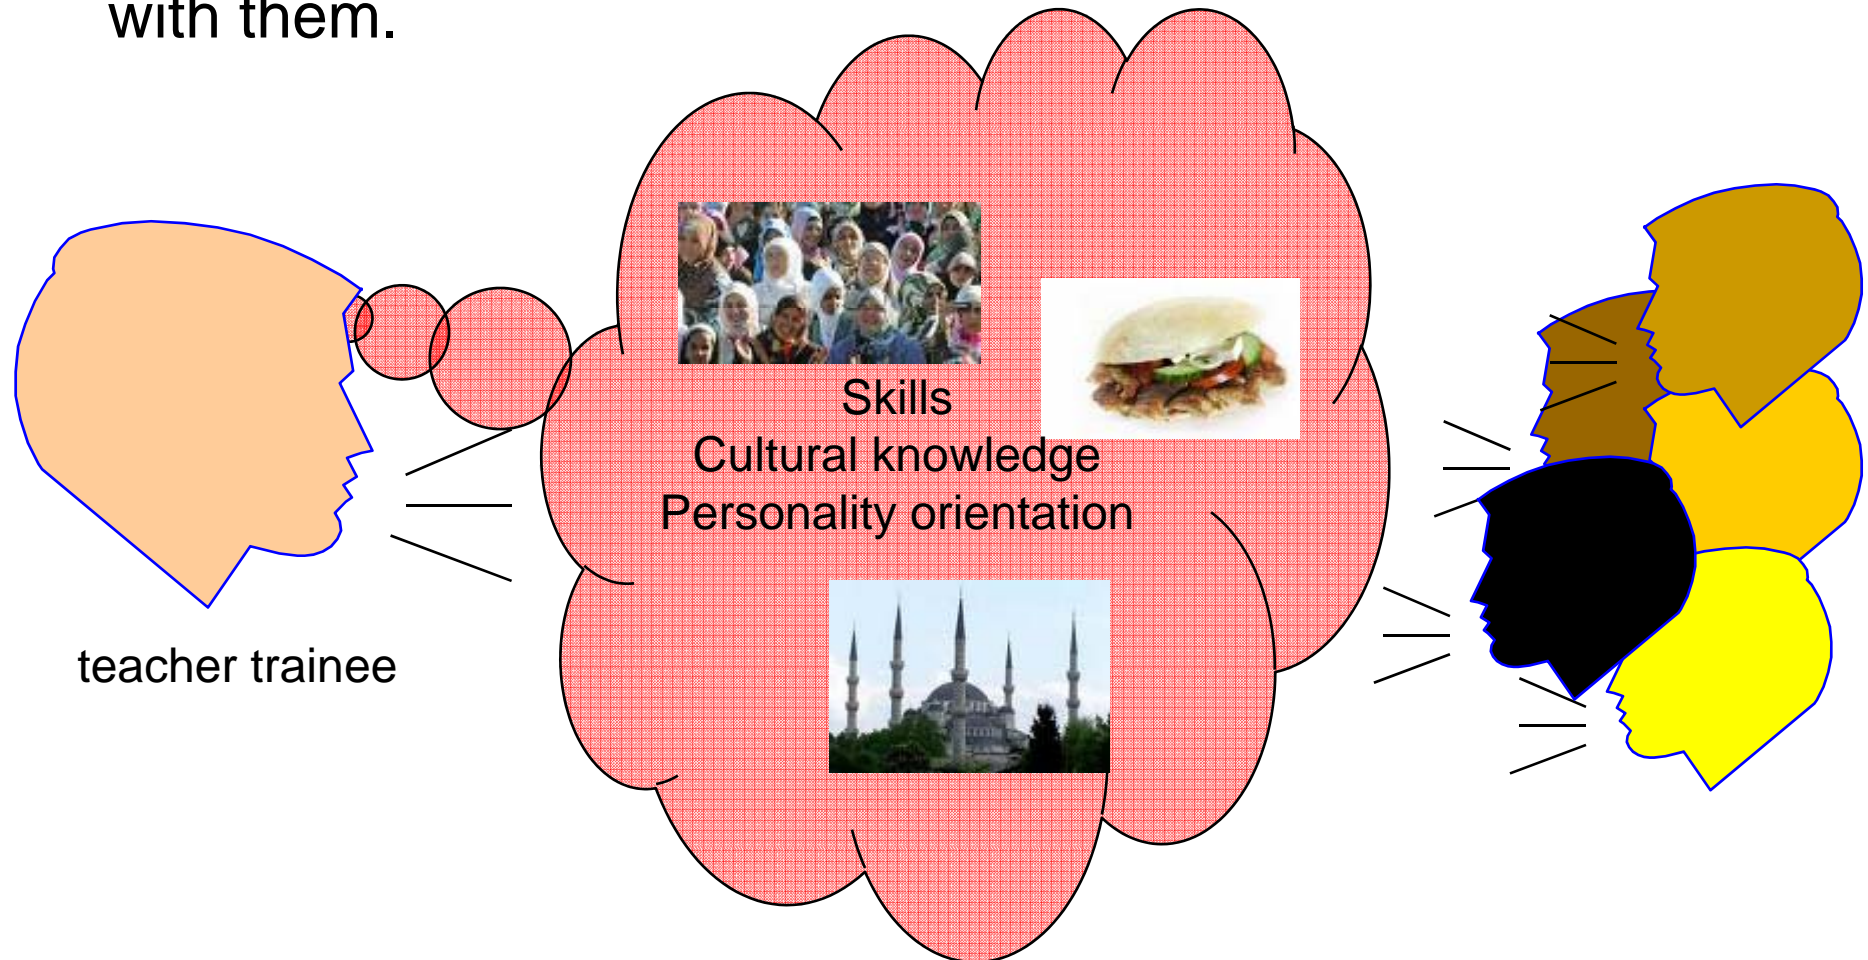 with them.
Skills
Cultural knowledge
Personality orientation
teacher trainee